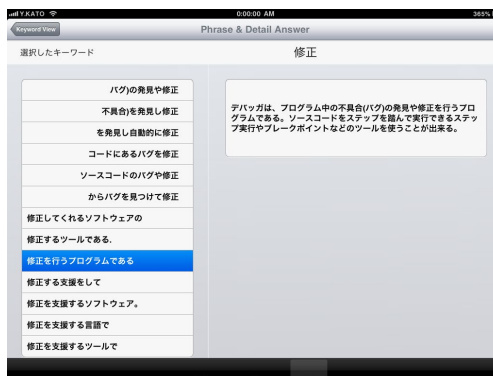 Y.KATO 0:00:00 AM 365%
Keyword View Phrase & Detail Answer
選択したキーワード 修正
バグ)の発見や修正
不具合)を発見し修正
を発見し自動的に修正
コードにあるバグを修正
ソースコードのバグや修正
からバグを見つけて修正
修正してくれるソフトウェアの
修正するツールである.
修正を行うプログラムである
修正する支援をして
修正を支援するソフトウェア。
修正を支援する言語で
修正を支援するツールで
デバッガは、プログラム中の不具合(バグ)の発見や修正を行うプロ
グラムである。ソースコードをステップを踏んで実行できるステッ
プ実行やブレークポイントなどのツールを使うことが出来る。